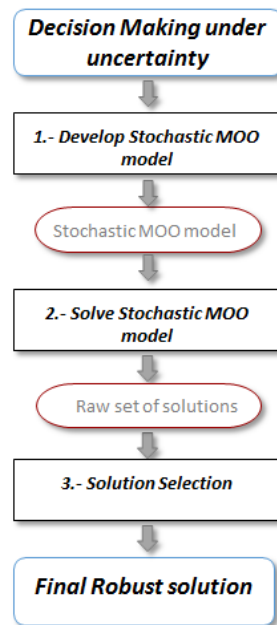 Decision Making under
uncertainty
1.- Develop Stochastic MOO
model
Stochastic MOO model
2.- Solve Stochastic MOO
model
Raw set of solutions
3.- Solution Selection
Final Robust solution